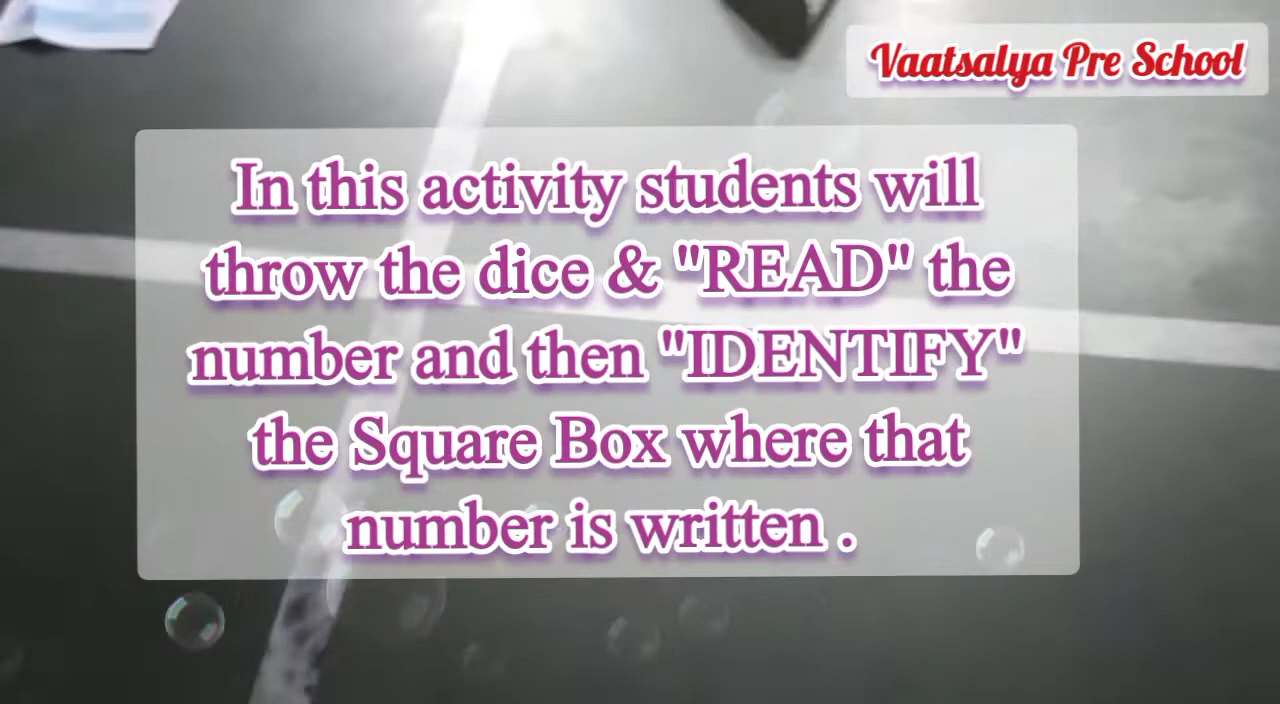 Vaatsalya Pre School
In this activity students will
throw the dice & "READ" the
number and then "IDENTIFY"
the Square Box where that
number is written .